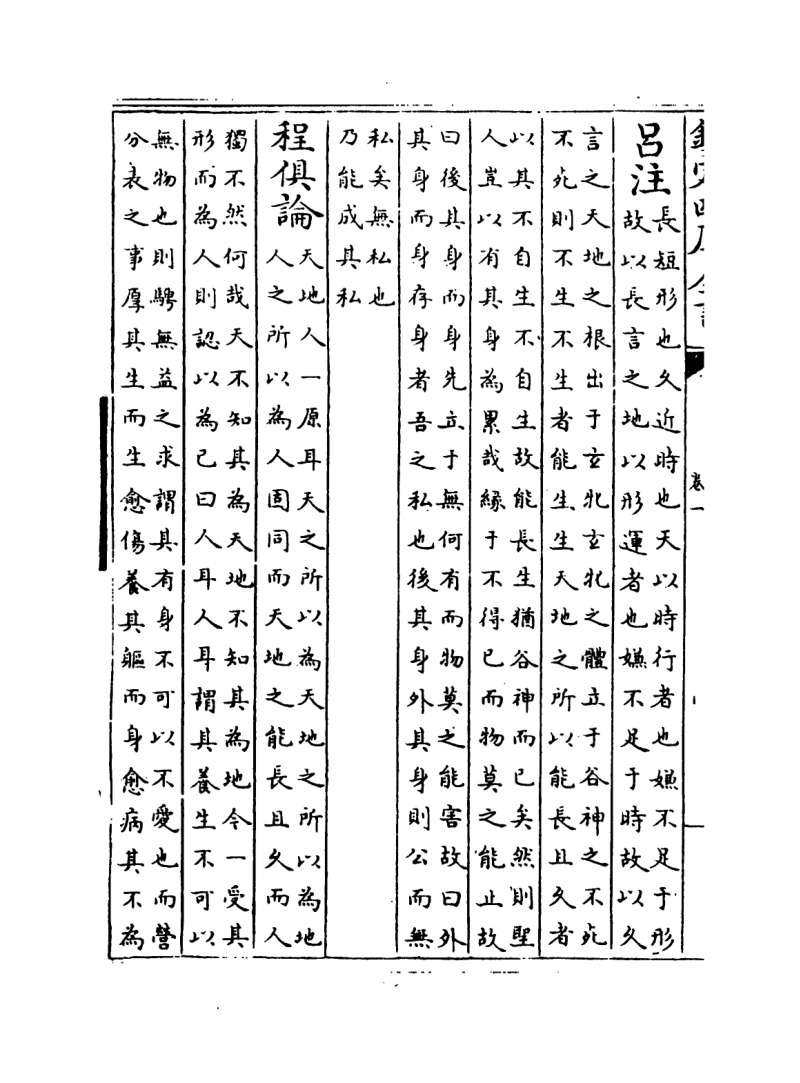 欽定四庫全書
卷一
呂注
長短形也久近時也天以時行者也嫌不足于形
故以長言之地以形運者也嫌不足于時故以久
言之天地之根出于玄牝玄牝之體立于谷神之不死
不死則不生不生者能生生天地之所以能長且久者
以其不自生不自生故能長生猶谷神而已矣然則聖
人豈以有其身為累哉緣于不得已而物莫之能止故
曰後其身而身先立于無何有而物莫之能害故曰外
其身而身存身者吾之私也後其身外其身則公而無
私矣無私也
乃能成其私
程俱論
天地人一原耳天之所以為天地之所以為地
人之所以為人固同而天地之能長且久而人
獨不然何哉天不知其為天地不知其為地今一受其
形而為人則認以為己曰人耳人耳謂其養生不可以
無物也則騁無益之求謂其有身不可以不愛也而營
分表之事厚其生而生愈傷養其軀而身愈病其不為